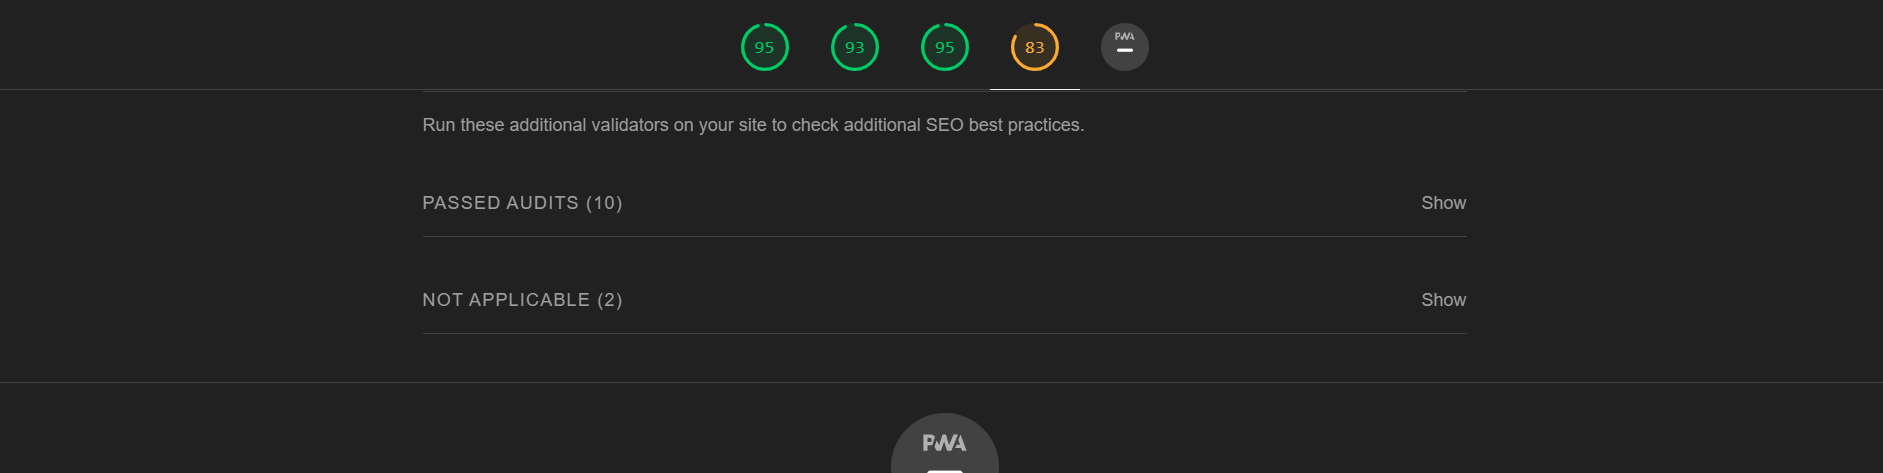 95 93 95 83 PWA
Run these additional validators on your site to check additional SEO best practices.
PASSED AUDITS (10) Show
NOT APPLICABLE (2) Show
PWA